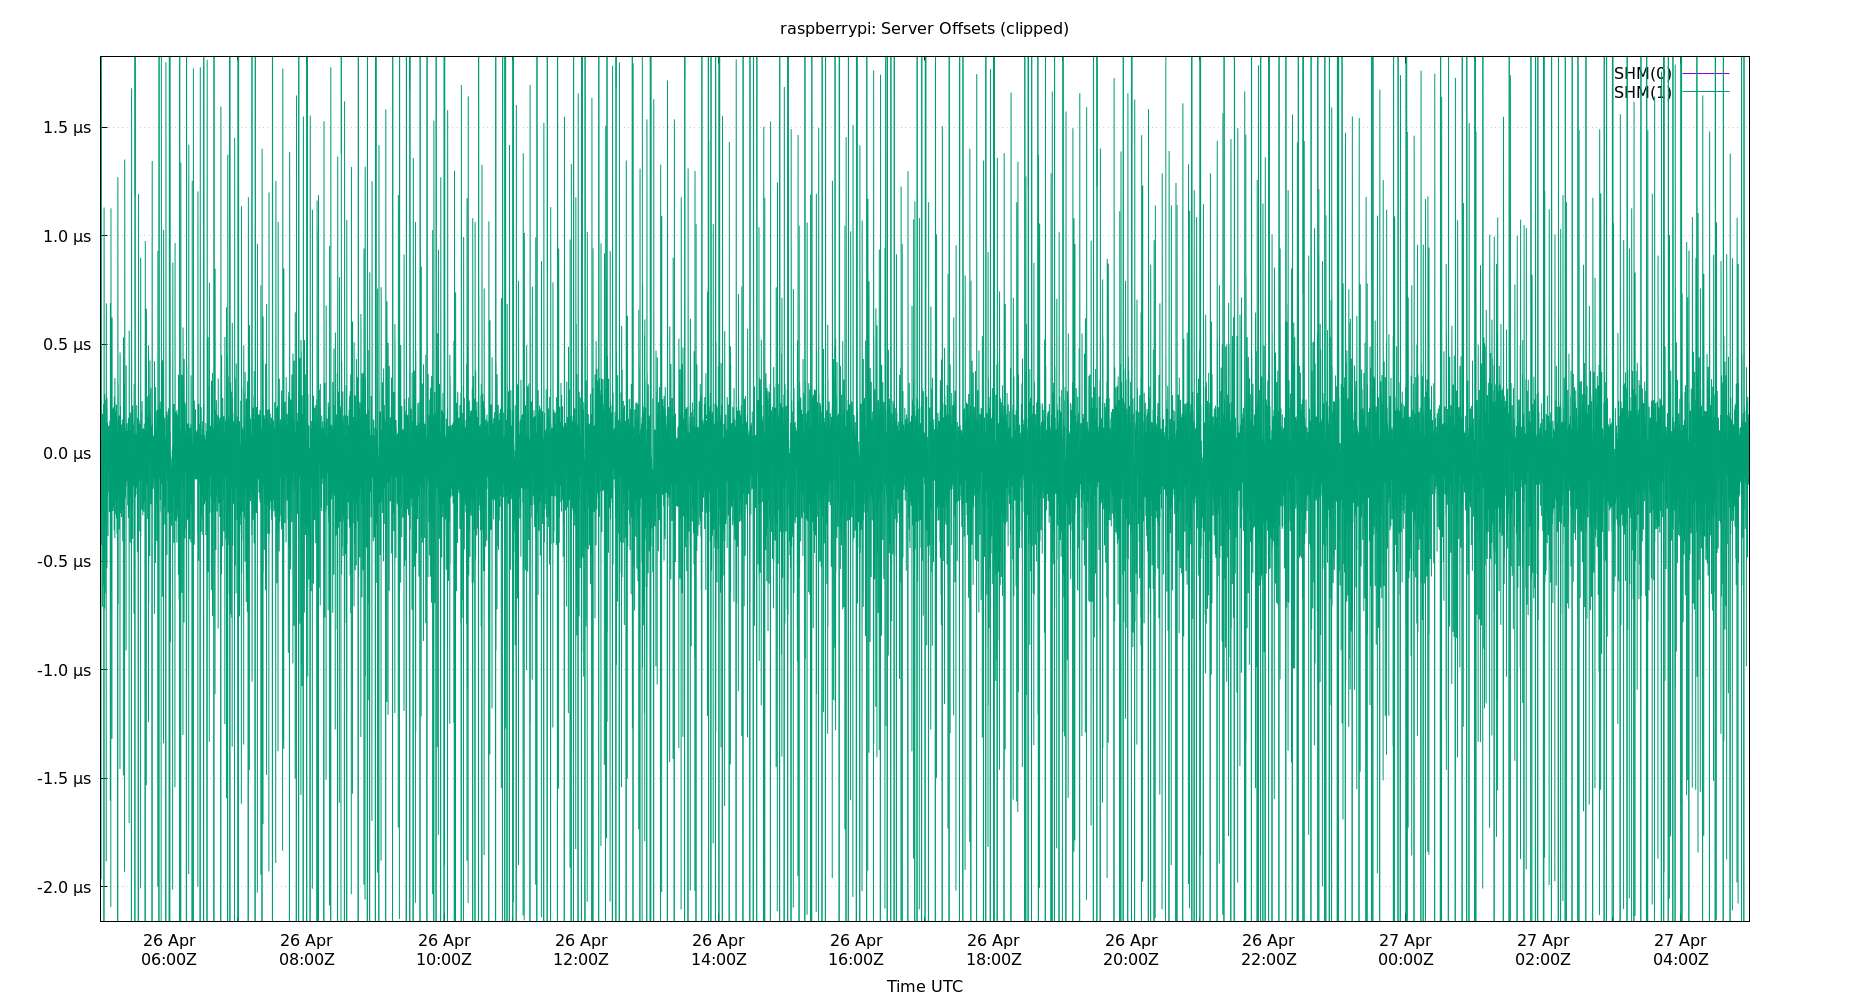 raspberrypi: Server Offsets (clipped)
SHM(0)
SHM(1)
1.5 µs
1.0 µs
0.5 µs
0.0 µs
-0.5 µs
-1.0 µs
-1.5 µs
-2.0 µs
26 Apr 26 Apr 26 Apr 26 Apr 26 Apr 26 Apr 26 Apr 26 Apr 26 Apr 27 Apr 27 Apr 27 Apr
06:00Z 08:00Z 10:00Z 12:00Z 14:00Z 16:00Z 18:00Z 20:00Z 22:00Z 00:00Z 02:00Z 04:00Z
Time UTC